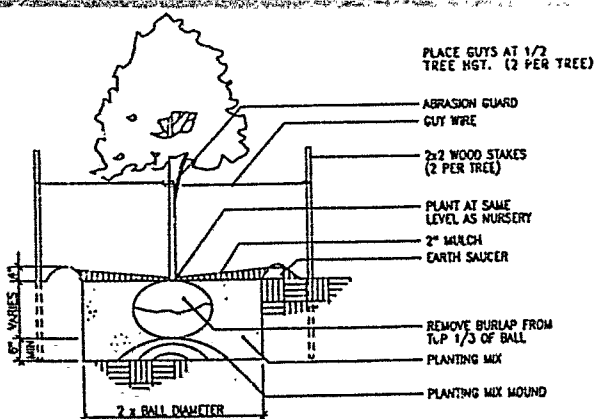 PLACE GUYS AT 1/2
TREE HGT. (2 PER TREE)
ABRASION GUARD
GUY WIRE
2x2 WOOD STAKES
(2 PER TREE)
PLANT AT SAME
LEVEL AS NURSERY
2" MULCH
EARTH SAUCER
REMOVE BURLAP FROM
TOP 1/3 OF BALL
PLANTING MIX
PLANTING MIX MOUND
VARIES
6"
MIN
2 x BALL DIAMETER